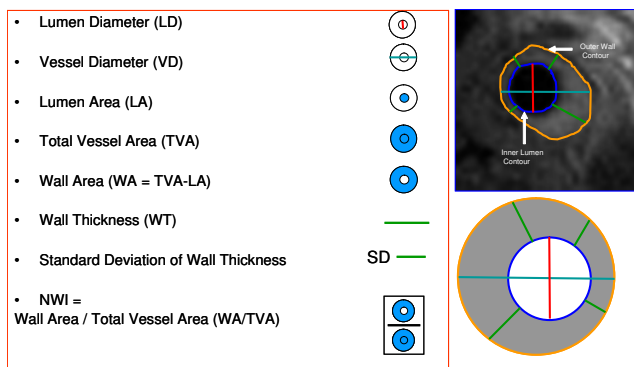 • Lumen Diameter (LD)
• Vessel Diameter (VD)
• Lumen Area (LA)
• Total Vessel Area (TVA)
• Wall Area (WA = TVA-LA)
• Wall Thickness (WT)
• Standard Deviation of Wall Thickness
SD
• NWI =
Wall Area / Total Vessel Area (WA/TVA)
Outer Wall
Contour
Inner Lumen
Contour